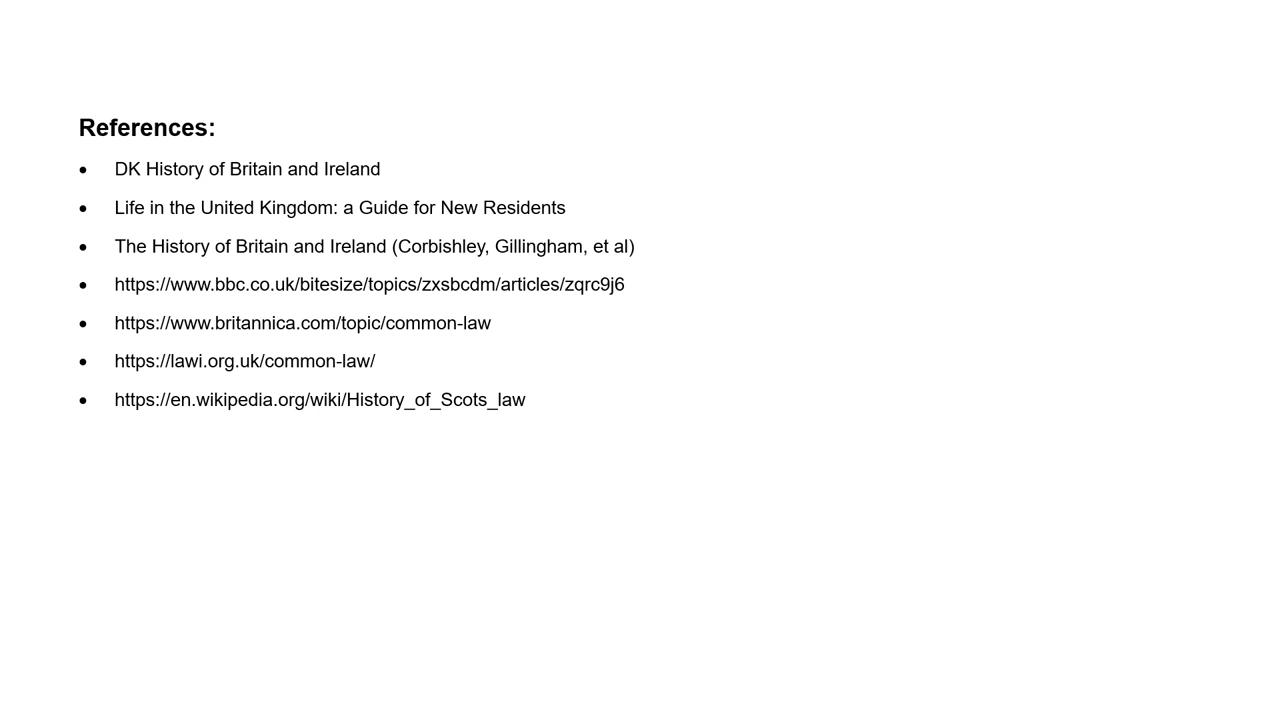 References:
• DK History of Britain and Ireland
• Life in the United Kingdom: a Guide for New Residents
• The History of Britain and Ireland (Corbishley, Gillingham, et al)
• https://www.bbc.co.uk/bitesize/topics/zxsbcdm/articles/zqrc9j6
• https://www.britannica.com/topic/common-law
• https://lawi.org.uk/common-law/
• https://en.wikipedia.org/wiki/History_of_Scots_law